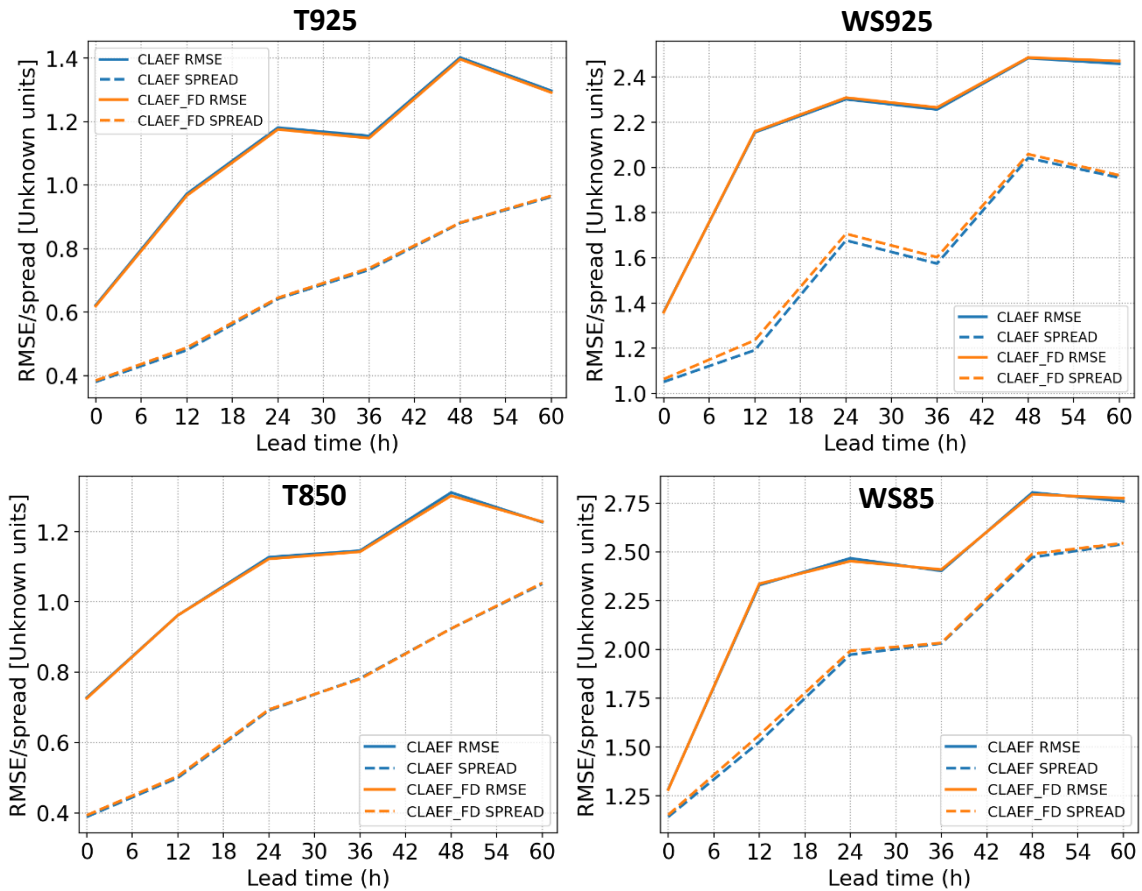 T925
RMSE/spread [Unknown units]
1.4
1.2
1.0
0.8
0.6
0.4
CLAEF RMSE
CLAEF SPREAD
CLAEF_FD RMSE
CLAEF_FD SPREAD
0 6 12 18 24 30 36 42 48 54 60
Lead time (h)
WS925
RMSE/spread [Unknown units]
2.4
2.2
2.0
1.8
1.6
1.4
1.2
1.0
CLAEF RMSE
CLAEF SPREAD
CLAEF_FD RMSE
CLAEF_FD SPREAD
0 6 12 18 24 30 36 42 48 54 60
Lead time (h)
T850
RMSE/spread [Unknown units]
1.2
1.0
0.8
0.6
0.4
CLAEF RMSE
CLAEF SPREAD
CLAEF_FD RMSE
CLAEF_FD SPREAD
0 6 12 18 24 30 36 42 48 54 60
Lead time (h)
WS85
RMSE/spread [Unknown units]
2.75
2.50
2.25
2.00
1.75
1.50
1.25
CLAEF RMSE
CLAEF SPREAD
CLAEF_FD RMSE
CLAEF_FD SPREAD
0 6 12 18 24 30 36 42 48 54 60
Lead time (h)